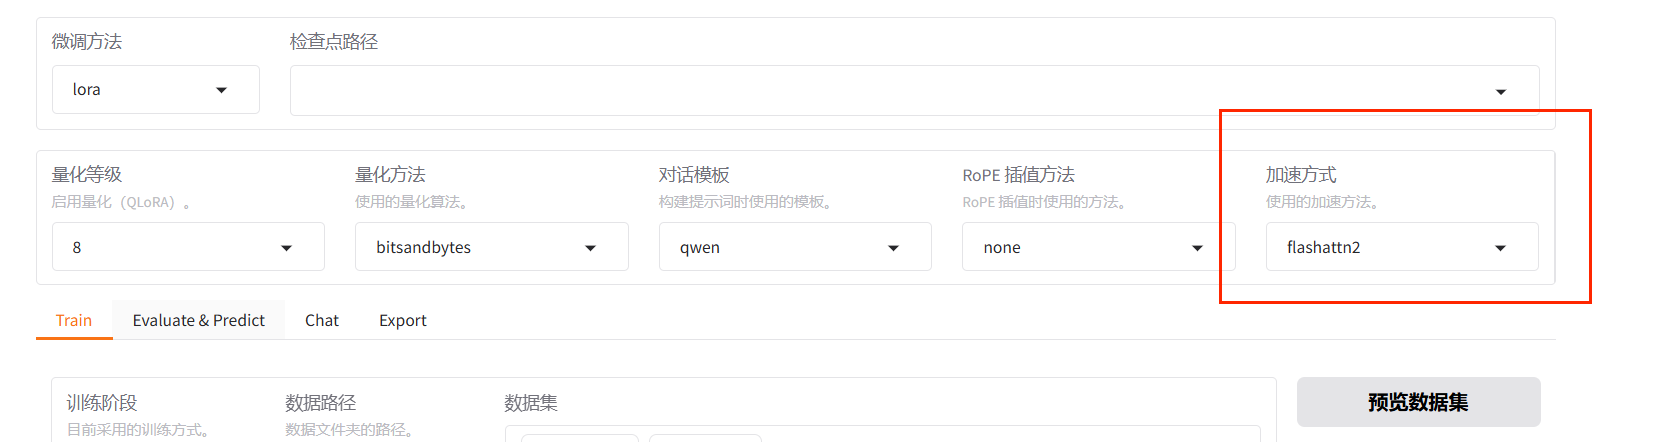 微调方法
检查点路径
lora
量化等级
量化方法
对话模板
RoPE 插值方法
加速方式
启用量化（QLoRA）。
使用的量化算法。
构建提示词时使用的模板。
RoPE 插值时使用的方法。
使用的加速方法。
8
bitsandbytes
qwen
none
flashattn2
Train
Evaluate & Predict
Chat
Export
训练阶段
数据路径
数据集
预览数据集
目前采用的训练方式。
数据文件夹的路径。